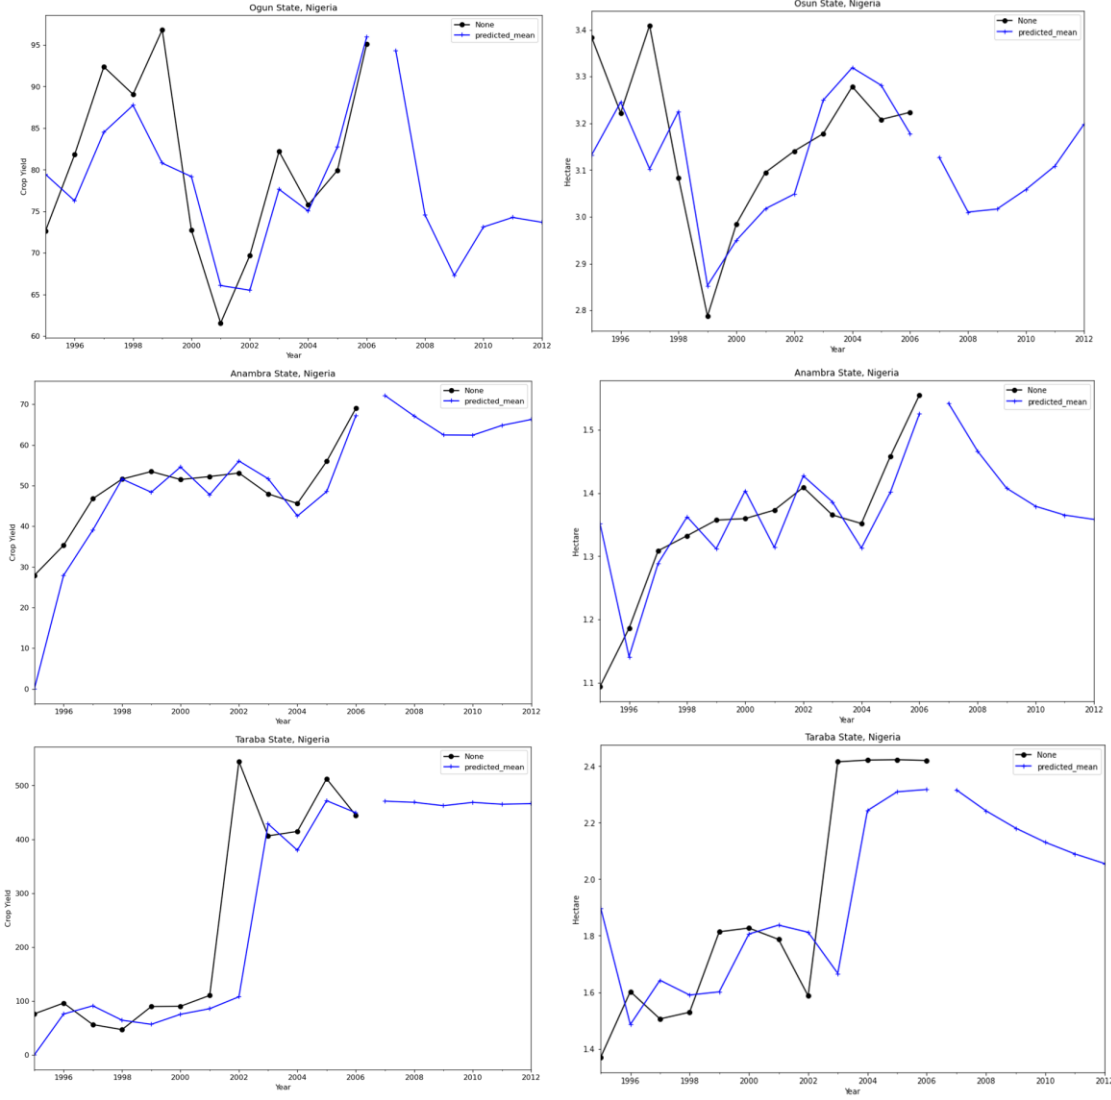 Ogun State, Nigeria
None
predicted_mean
95
90
85
80
75
70
65
60
Crop Yield
1996 1998 2000 2002 2004 2006 2008 2010 2012
Year
Osun State, Nigeria
None
predicted_mean
3.4
3.3
3.2
3.1
3.0
2.9
2.8
Hectare
1996 1998 2000 2002 2004 2006 2008 2010 2012
Year
Anambra State, Nigeria
None
predicted_mean
70
60
50
40
30
20
10
0
Crop Yield
1996 1998 2000 2002 2004 2006 2008 2010 2012
Year
Anambra State, Nigeria
None
predicted_mean
1.5
1.4
1.3
1.2
1.1
Hectare
1996 1998 2000 2002 2004 2006 2008 2010 2012
Year
Taraba State, Nigeria
None
predicted_mean
500
400
300
200
100
0
Crop Yield
1996 1998 2000 2002 2004 2006 2008 2010 2012
Year
Taraba State, Nigeria
None
predicted_mean
2.4
2.2
2.0
1.8
1.6
1.4
Hectare
1996 1998 2000 2002 2004 2006 2008 2010 2012
Year